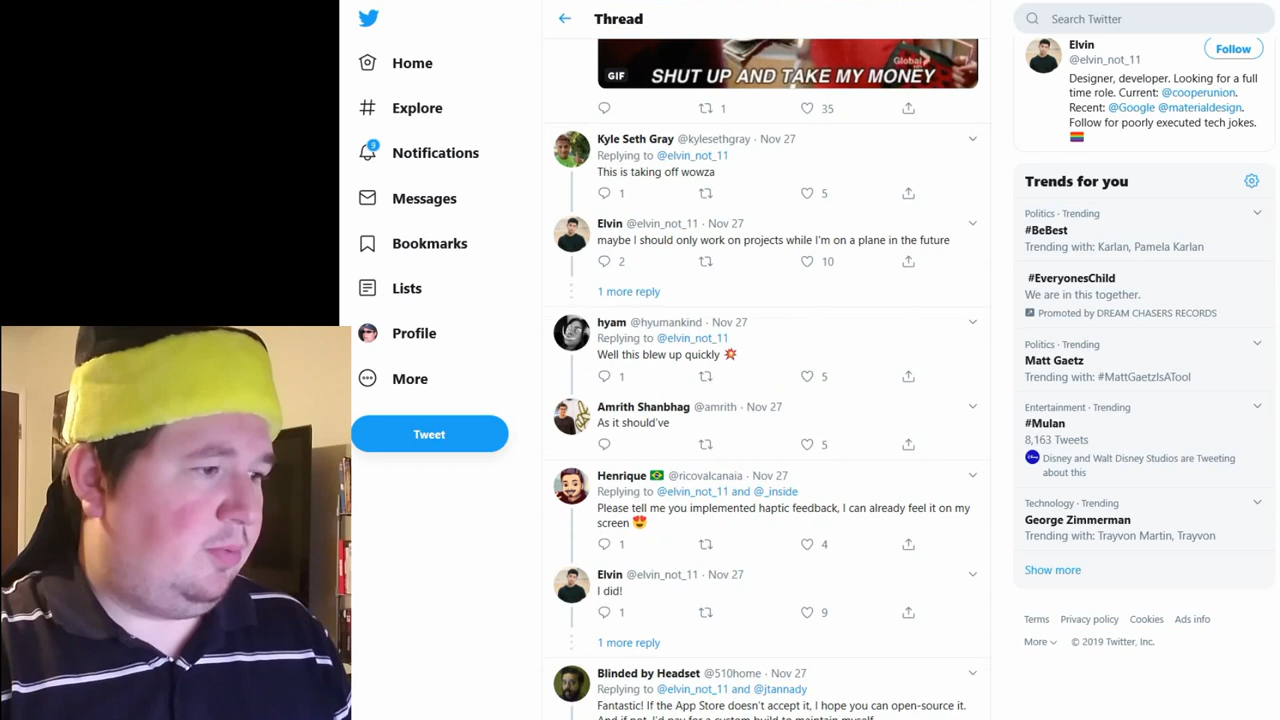 Home
Explore
9
Notifications
Messages
Bookmarks
Lists
Profile
More
Tweet
Thread
Global
GIF
SHUT UP AND TAKE MY MONEY
1
35
Kyle Seth Gray @kylesethgray · Nov 27
Replying to @elvin_not_11
This is taking off wowza
1
5
Elvin @elvin_not_11 · Nov 27
maybe I should only work on projects while I'm on a plane in the future
2
10
1 more reply
hyam @hyumankind · Nov 27
Replying to @elvin_not_11
Well this blew up quickly 💥
1
5
Amrith Shanbhag @amrith · Nov 27
As it should've
5
Henrique 🇧🇷 @ricovalcanaia · Nov 27
Replying to @elvin_not_11 and @_inside
Please tell me you implemented haptic feedback, I can already feel it on my
screen 😍
1
4
Elvin @elvin_not_11 · Nov 27
I did!
1
9
1 more reply
Blinded by Headset @510home · Nov 27
Replying to @elvin_not_11 and @jtannady
Fantastic! If the App Store doesn't accept it, I hope you can open-source it.
And if not, I'd pay for a custom build to maintain myself
Search Twitter
Elvin
@elvin_not_11
Follow
Designer, developer. Looking for a full
time role. Current: @cooperunion.
Recent: @Google @materialdesign.
Follow for poorly executed tech jokes.
Trends for you
Politics · Trending
#BeBest
Trending with: Karlan, Pamela Karlan
#EveryonesChild
We are in this together.
Promoted by DREAM CHASERS RECORDS
Politics · Trending
Matt Gaetz
Trending with: #MattGaetzIsATool
Entertainment · Trending
#Mulan
8,163 Tweets
Disney and Walt Disney Studios are Tweeting
about this
Technology · Trending
George Zimmerman
Trending with: Trayvon Martin, Trayvon
Show more
Terms Privacy policy Cookies Ads info
More © 2019 Twitter, Inc.